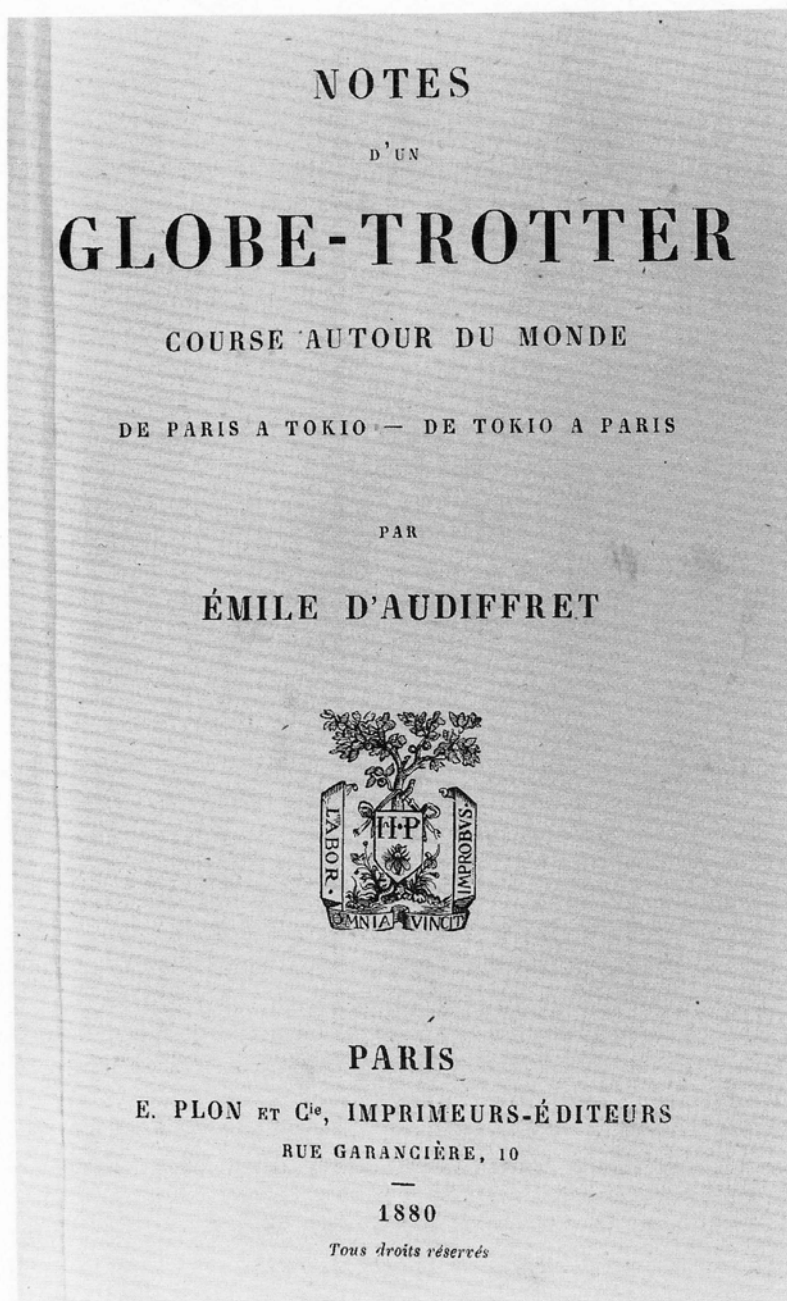 NOTES
D'UN
GLOBE-TROTTER
COURSE AUTOUR DU MONDE
DE PARIS A TOKIO — DE TOKIO A PARIS
PAR
ÉMILE D'AUDIFFRET
H·P
LABOR·
IMPROBVS·
OMNIA VINCIT
PARIS
E. PLON ET Cie, IMPRIMEURS-ÉDITEURS
RUE GARANCIÈRE, 10
1880
Tous droits réservés